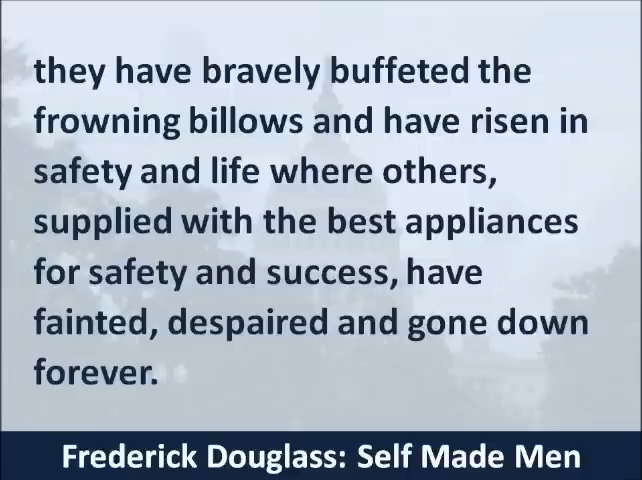 they have bravely buffeted the
frowning billows and have risen in
safety and life where others,
supplied with the best appliances
for safety and success, have
fainted, despaired and gone down
forever.
Frederick Douglass: Self Made Men